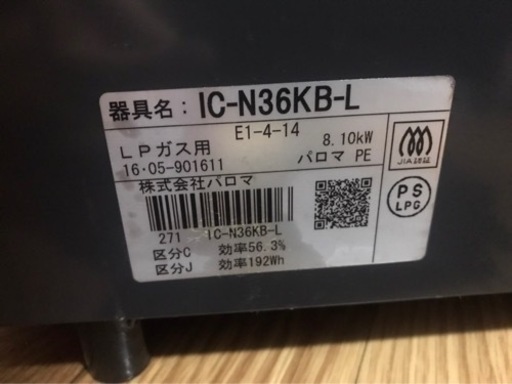 器具名：IC-N36KB-L
E1-4-14
LPガス用 8.10kW
16・05-901611 パロマ PE
株式会社パロマ
271 IC-N36KB-L
区分C 効率56.3%
区分J 効率192Wh
JIA認証
PS
LPG